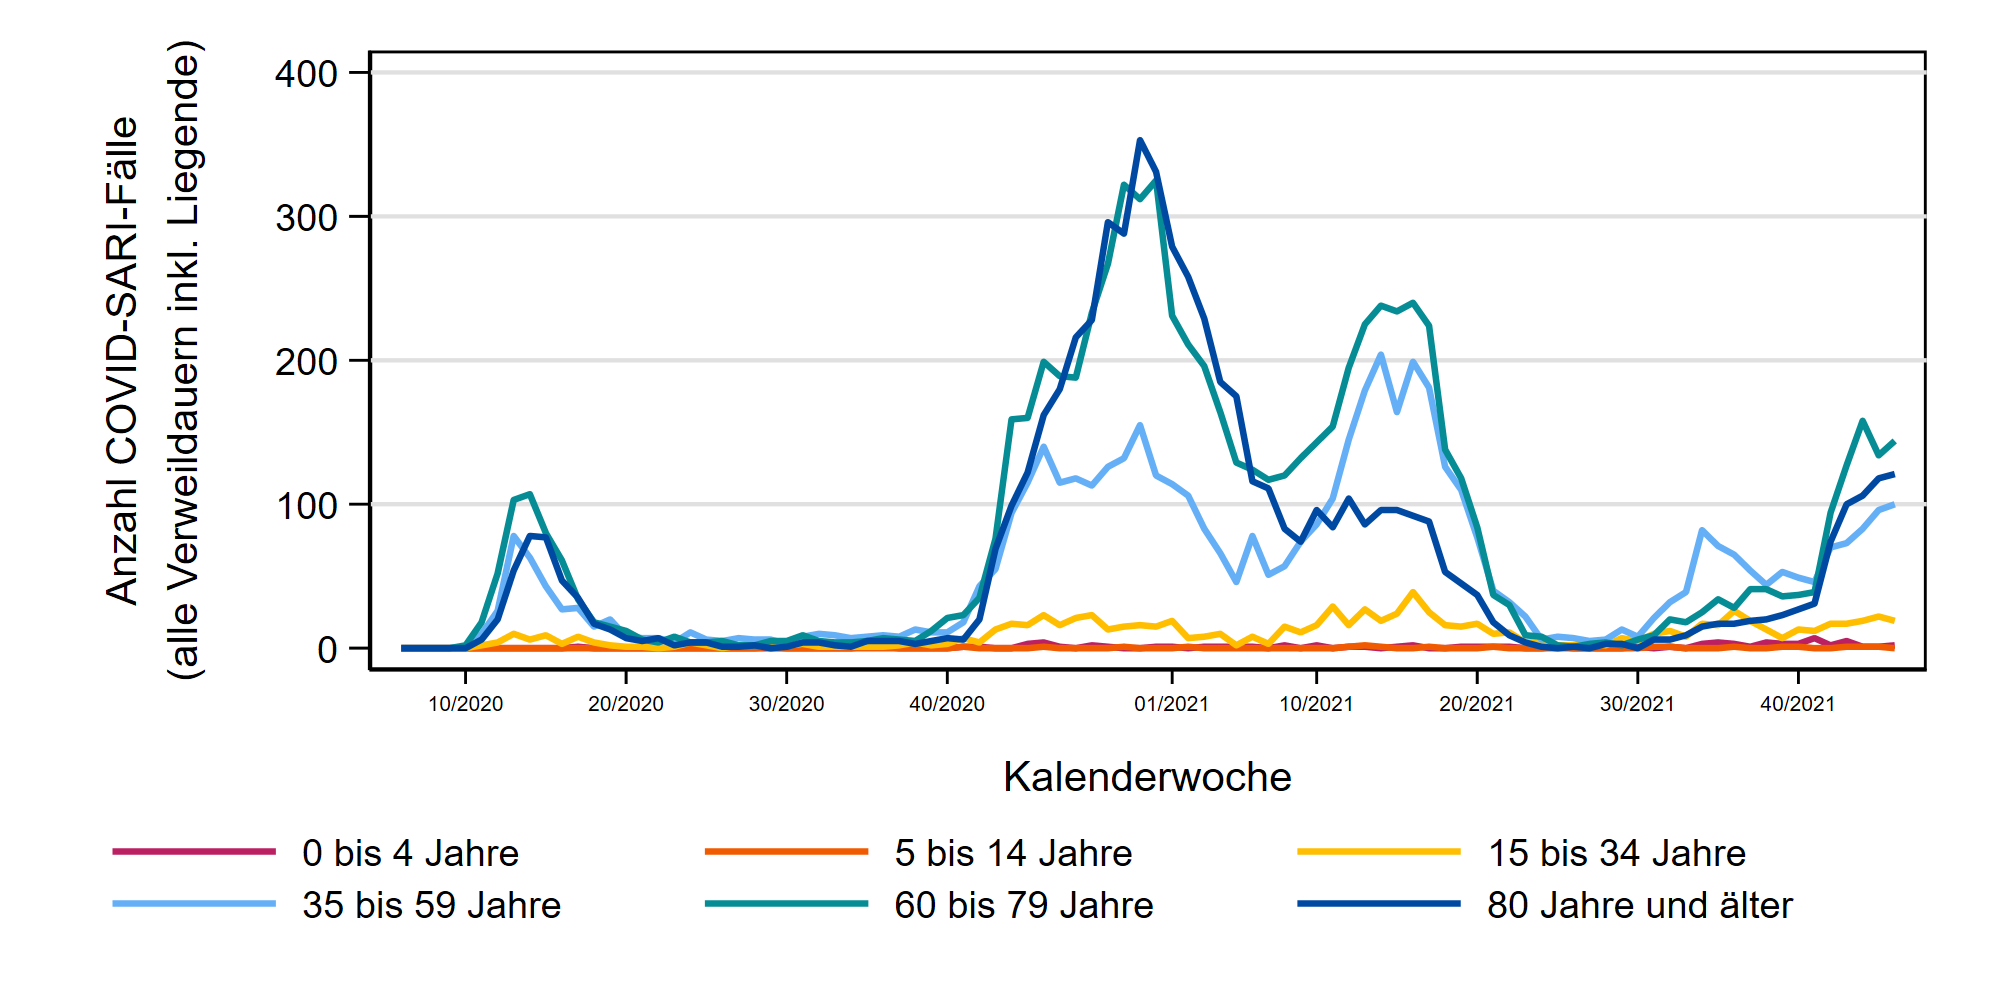 Anzahl COVID-SARI-Fälle
(alle Verweildauern inkl. Liegende)
400
300
200
100
0
10/2020 20/2020 30/2020 40/2020 01/2021 10/2021 20/2021 30/2021 40/2021
Kalenderwoche
0 bis 4 Jahre 5 bis 14 Jahre 15 bis 34 Jahre
35 bis 59 Jahre 60 bis 79 Jahre 80 Jahre und älter